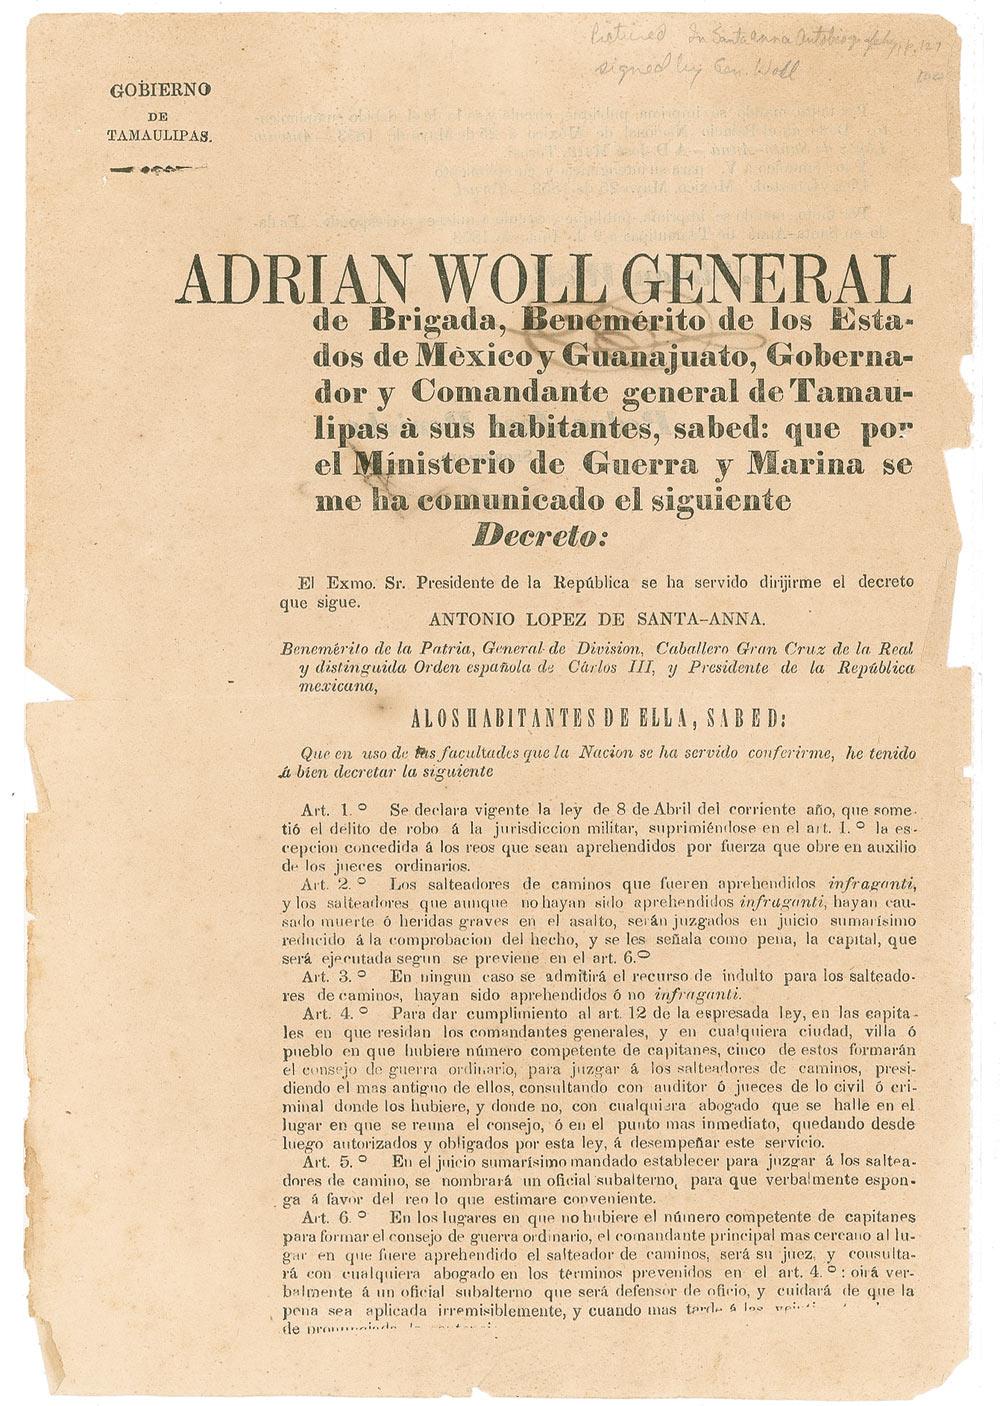 Pictured In Santa Anna Autobiography, pp. 127
signed by Gen. Woll
GOBIERNO
DE
TAMAULIPAS.
ADRIAN WOLL GENERAL
de Brigada, Benemérito de los Esta-
dos de Mèxico y Guanajuato, Goberna-
dor y Comandante general de Tamau-
lipas à sus habitantes, sabed: que por
el Ministerio de Guerra y Marina se
me ha comunicado el siguiente
Decreto:
El Exmo. Sr. Presidente de la República se ha servido dirijirme el decreto
que sigue.
ANTONIO LOPEZ DE SANTA-ANNA.
Benemérito de la Patria, General de Division, Caballero Gran Cruz de la Real
y distinguida Orden española de Cárlos III, y Presidente de la República
mexicana,
A LOS HABITANTES DE ELLA, SABED:
Que en uso de las facultades que la Nacion se ha servido conferirme, he tenido
á bien decretar la siguiente
Art. 1.º Se declara vigente la ley de 8 de Abril del corriente año, que some-
tió el delito de robo á la jurisdiccion militar, suprimiéndose en el art. 1.º la es-
cepcion concedida á los reos que sean aprehendidos por fuerza que obre en auxilio
de los jueces ordinarios.
Art. 2.º Los salteadores de caminos que fueren aprehendidos infraganti,
y los salteadores que aunque no hayan sido aprehendidos infraganti, hayan cau-
sado muerte ó heridas graves en el asalto, serán juzgados en juicio sumarísimo
reducido á la comprobacion del hecho, y se les señala como pena, la capital, que
será ejecutada segun se previene en el art. 6.º
Art. 3.º En ningun caso se admitirá el recurso de indulto para los salteado-
res de caminos, hayan sido aprehendidos ó no infraganti.
Art. 4.º Para dar cumplimiento al art. 12 de la espresada ley, en las capita-
les en que residan los comandantes generales, y en cualquiera ciudad, villa ó
pueblo en que hubiere número competente de capitanes, cinco de estos formarán
el consejo de guerra ordinario, para juzgar á los salteadores de caminos, presi-
diendo el mas antiguo de ellos, consultando con auditor ó jueces de lo civil ó cri-
minal donde los hubiere, y donde no, con cualquiera abogado que se halle en el
lugar en que se reuna el consejo, ó en el punto mas inmediato, quedando desde
luego autorizados y obligados por esta ley, á desempeñar este servicio.
Art. 5.º En el juicio sumarísimo mandado establecer para juzgar á los saltea-
dores de camino, se nombrará un oficial subalterno, para que verbalmente espon-
ga á favor del reo lo que estimare conveniente.
Art. 6.º En los lugares en que no hubiere el número competente de capitanes
para formar el consejo de guerra ordinario, el comandante principal mas cercano al lu-
gar en que fuere aprehendido el salteador de caminos, será su juez, y consulta-
rá con cualquiera abogado en los términos prevenidos en el art. 4.º: oirá ver-
balmente á un oficial subalterno que será defensor de oficio, y cuidará de que la
pena sea aplicada irremisiblemente, y cuando mas tarde á los
de